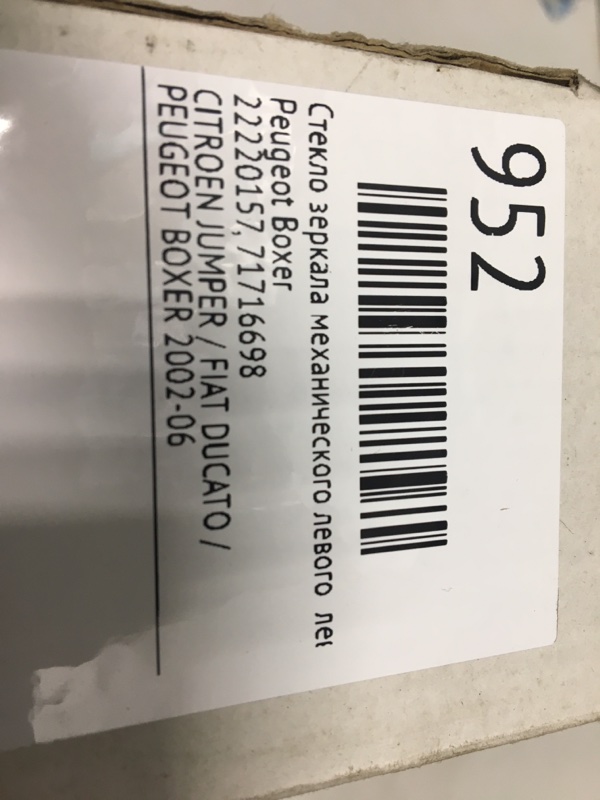 952
Стекло зеркала механического левого
Peugeot Boxer
22220157,71716698
CITROEN JUMPER / FIAT DUCATO /
PEUGEOT BOXER 2002-06